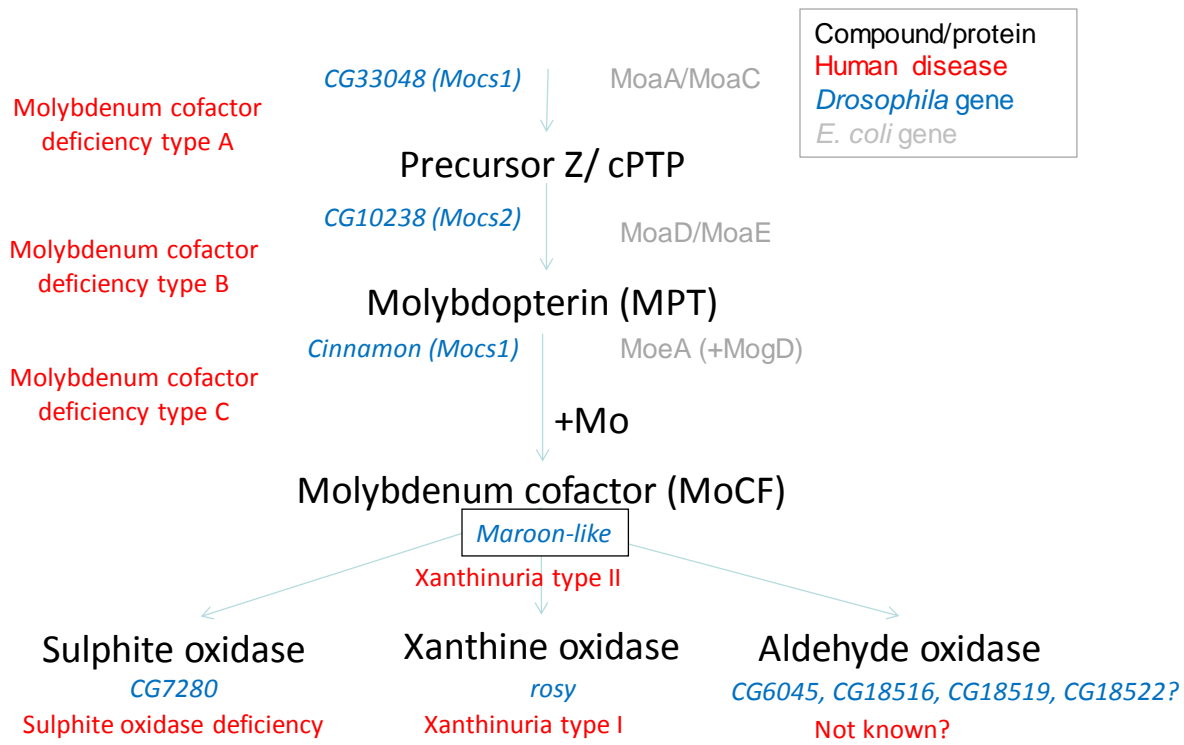 Compound/protein
Human disease
Drosophila gene
E. coli gene
CG33048 (Mocs1)
MoaA/MoaC
Molybdenum cofactor
deficiency type A
Precursor Z/ cPTP
CG10238 (Mocs2)
MoaD/MoaE
Molybdenum cofactor
deficiency type B
Molybdopterin (MPT)
Cinnamon (Mocs1)
MoeA (+MogD)
Molybdenum cofactor
deficiency type C
+Mo
Molybdenum cofactor (MoCF)
Maroon-like
Xanthinuria type II
Sulphite oxidase
CG7280
Sulphite oxidase deficiency
Xanthine oxidase
rosy
Xanthinuria type I
Aldehyde oxidase
CG6045, CG18516, CG18519, CG18522?
Not known?